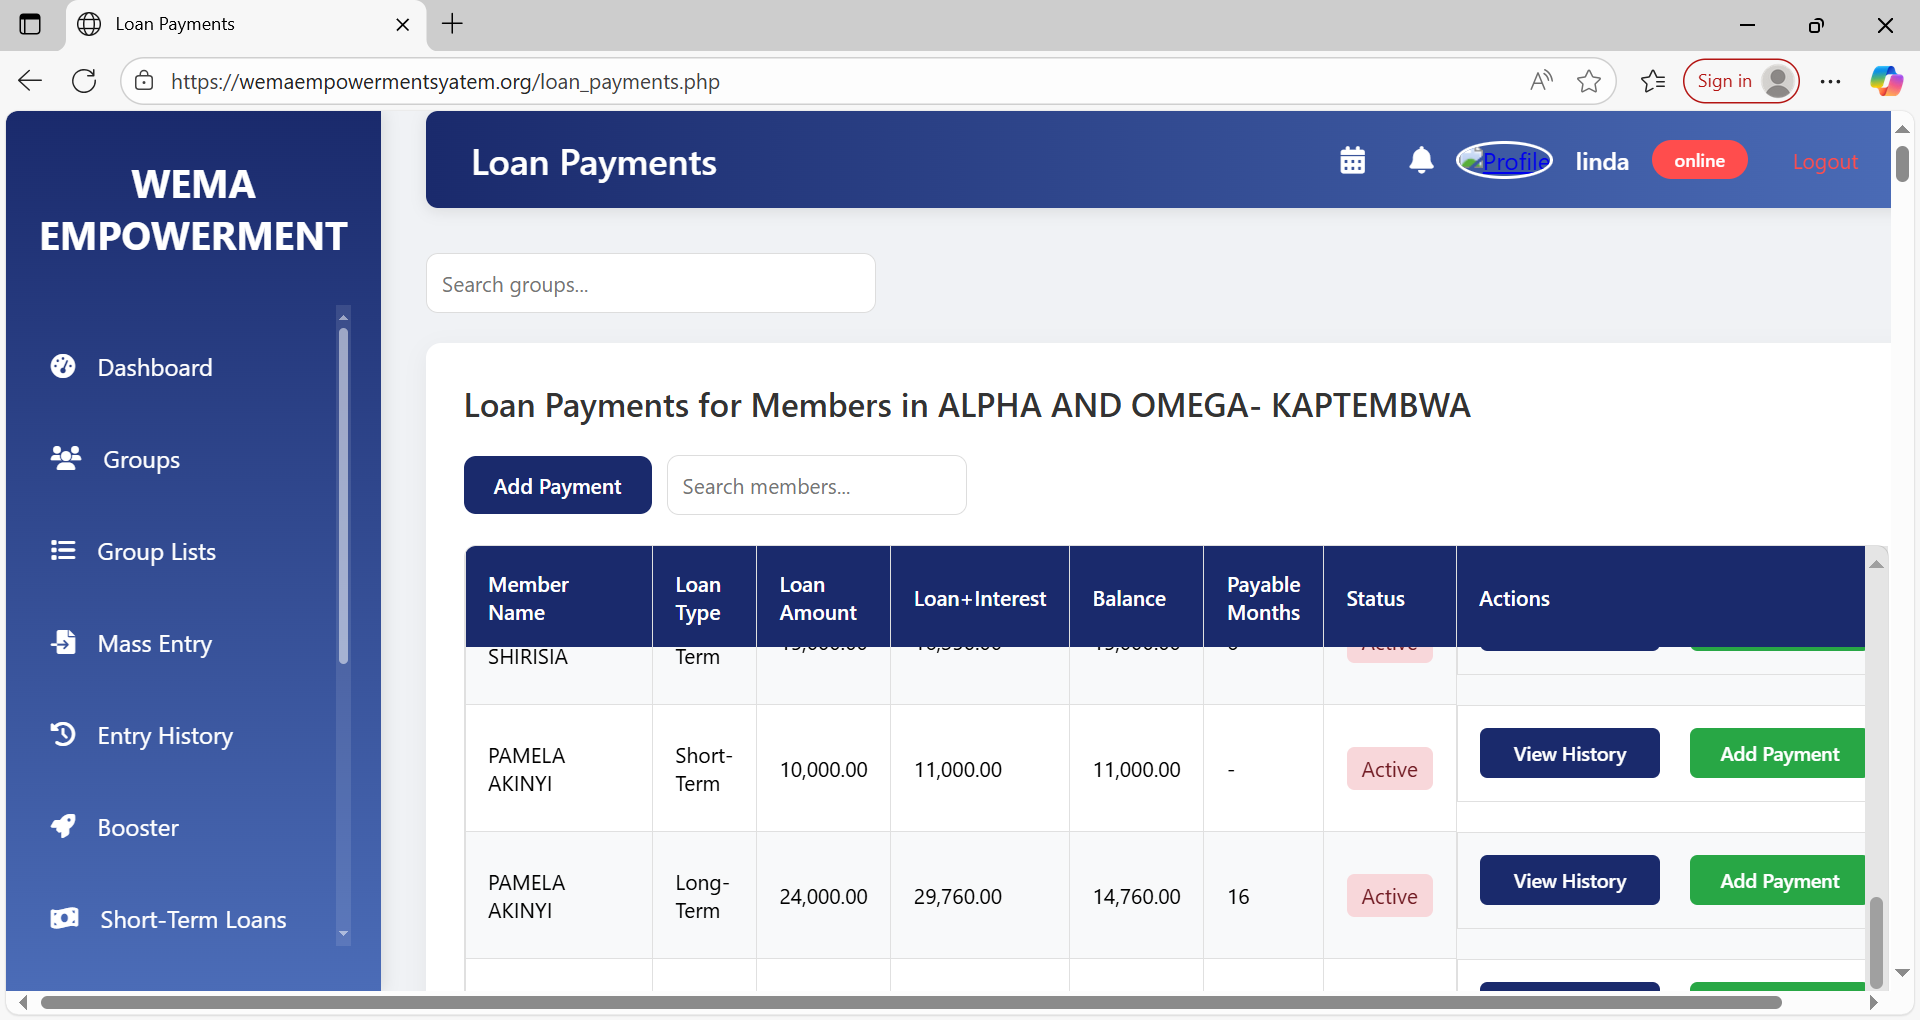 Loan Payments
https://wemaempowermentsyatem.org/loan_payments.php
Sign in
WEMA
EMPOWERMENT
Dashboard
Groups
Group Lists
Mass Entry
Entry History
Booster
Short-Term Loans
Loan Payments
Profile
linda
online
Logout
Search groups...
Loan Payments for Members in ALPHA AND OMEGA- KAPTEMBWA
Add Payment
Search members...
Member Name
Loan Type
Loan Amount
Loan+Interest
Balance
Payable Months
Status
Actions
SHIRISIA
Term
PAMELA AKINYI
Short-Term
10,000.00
11,000.00
11,000.00
-
Active
View History
Add Payment
PAMELA AKINYI
Long-Term
24,000.00
29,760.00
14,760.00
16
Active
View History
Add Payment